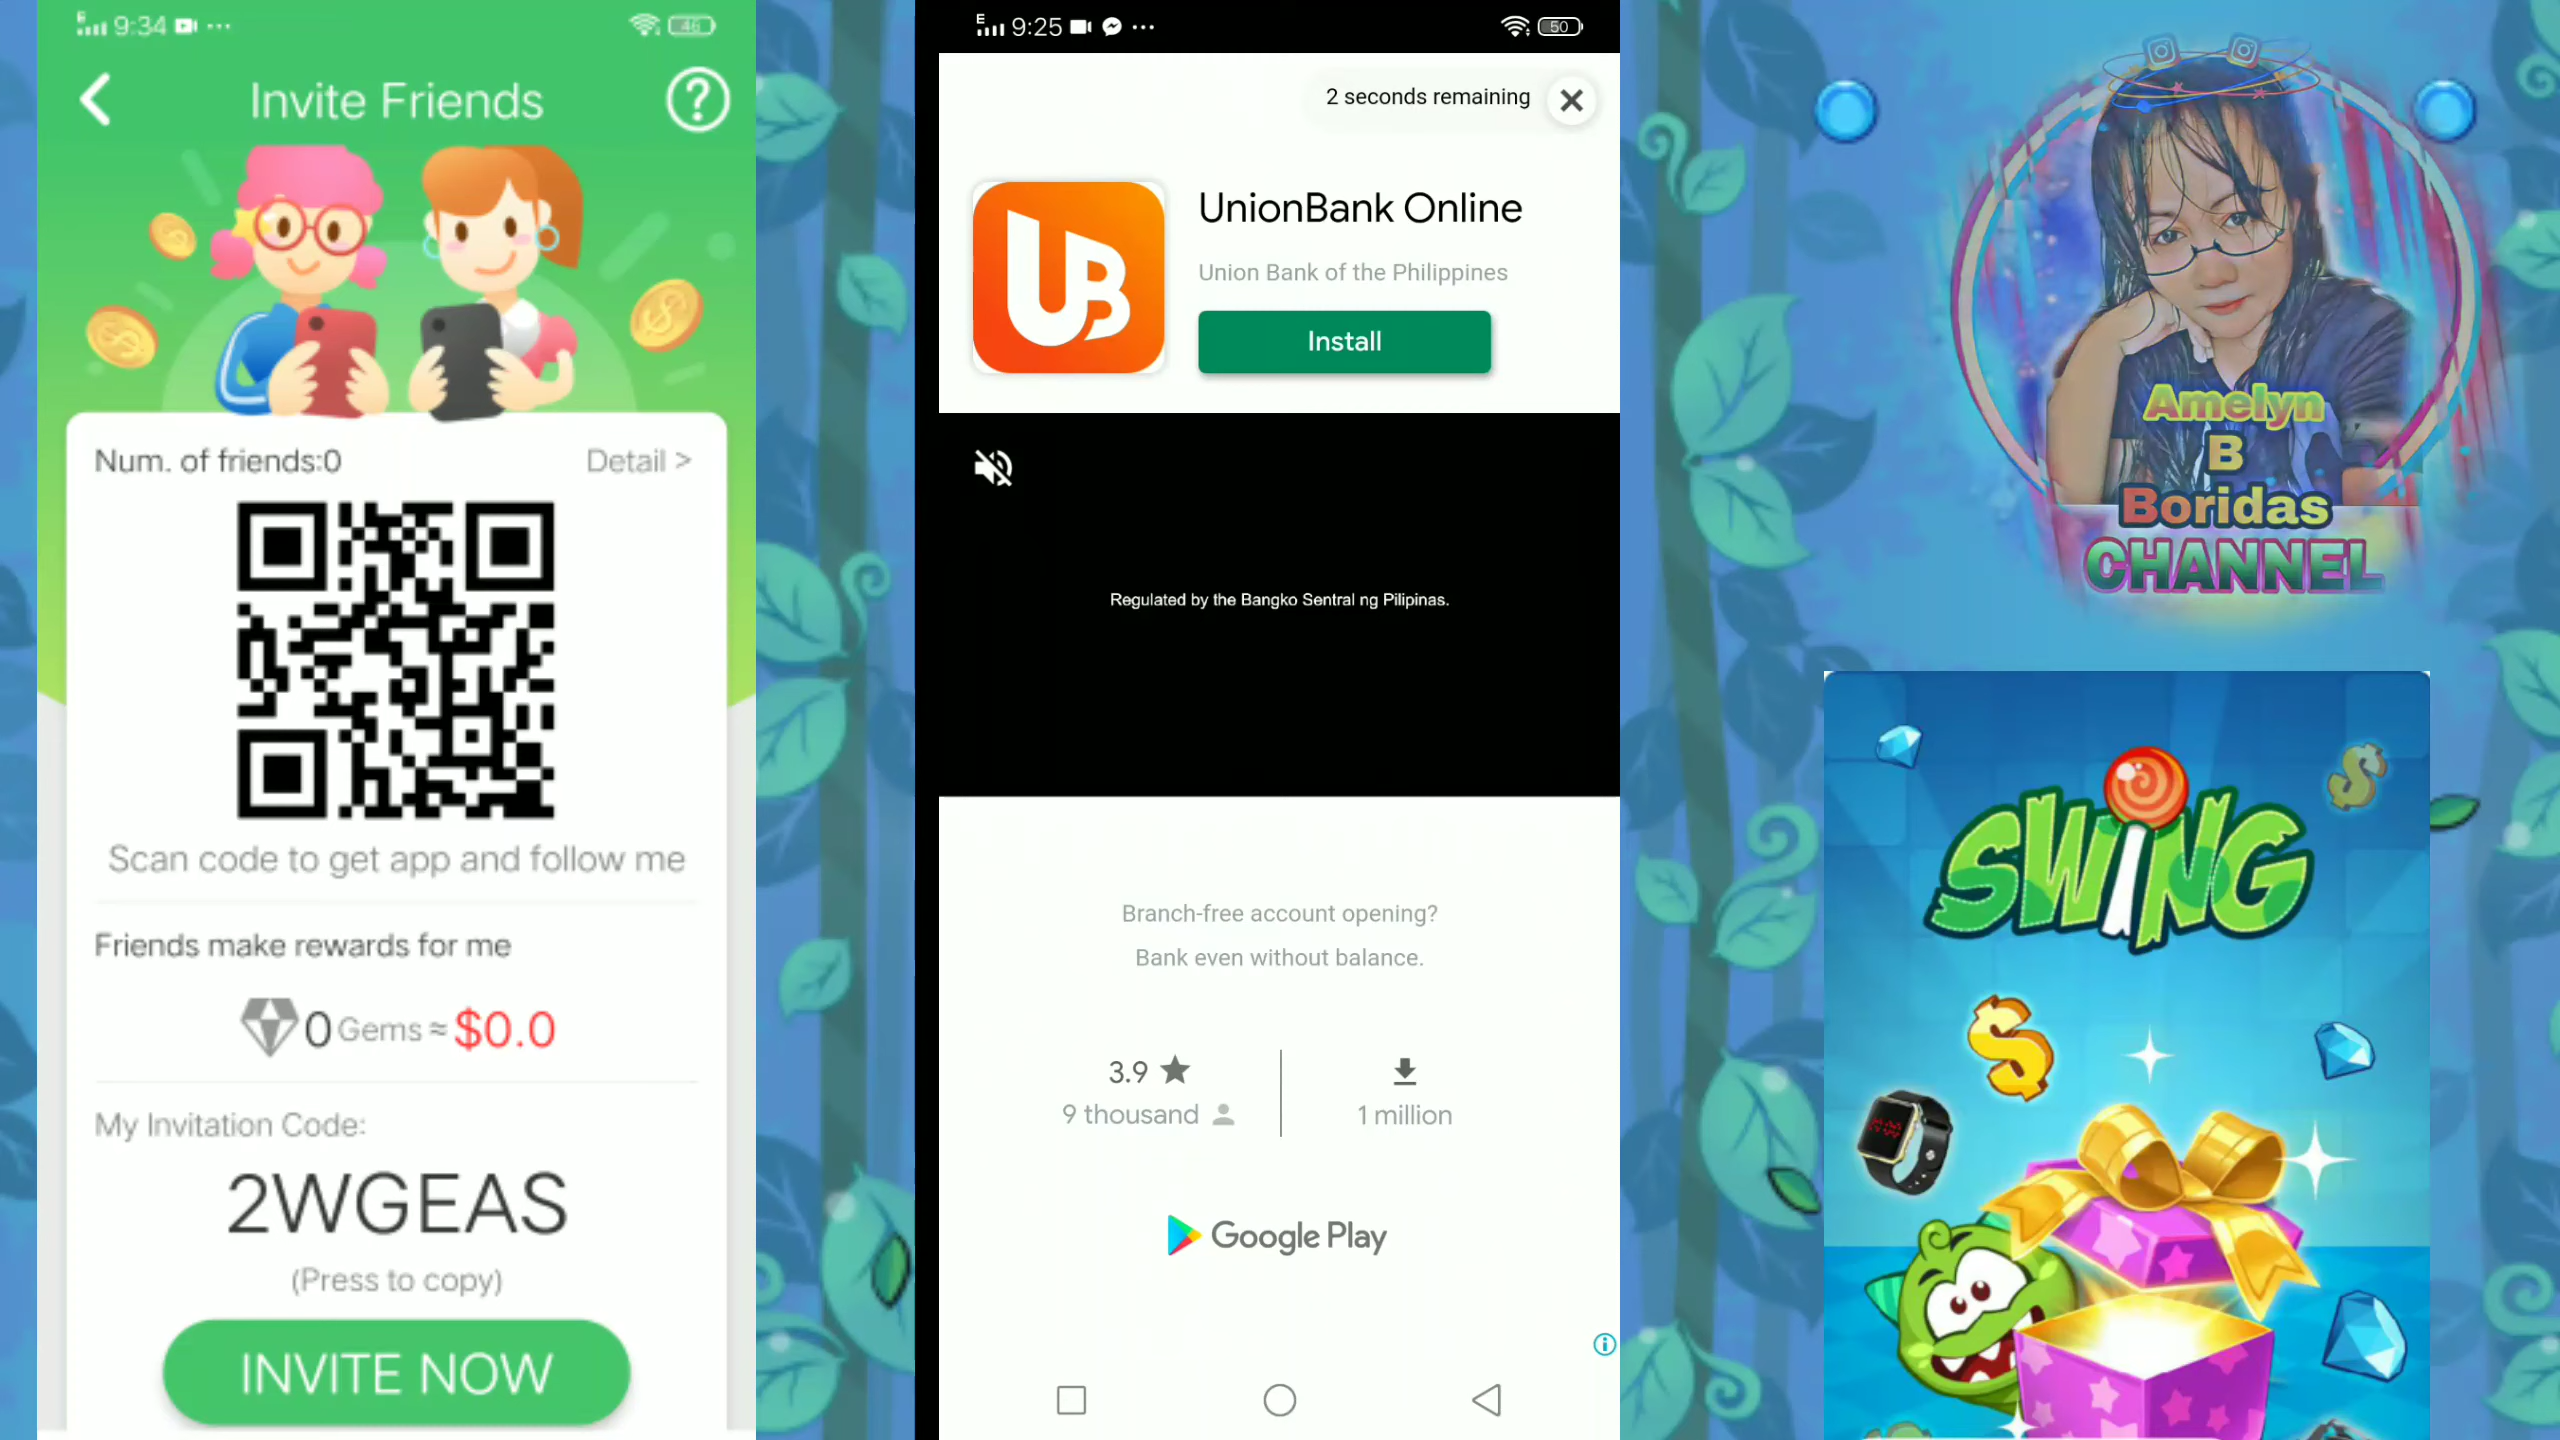 E 9:34
46
Invite Friends
?
Num. of friends:0
Detail >
Scan code to get app and follow me
Friends make rewards for me
0 Gems ≈ $0.0
My Invitation Code:
2WGEAS
(Press to copy)
INVITE NOW
E 9:25
50
2 seconds remaining
UnionBank Online
Union Bank of the Philippines
UB
Install
Regulated by the Bangko Sentral ng Pilipinas.
Branch-free account opening?
Bank even without balance.
3.9
9 thousand
1 million
Google Play
Amelyn
B
Boridas
CHANNEL
SWING
$
$